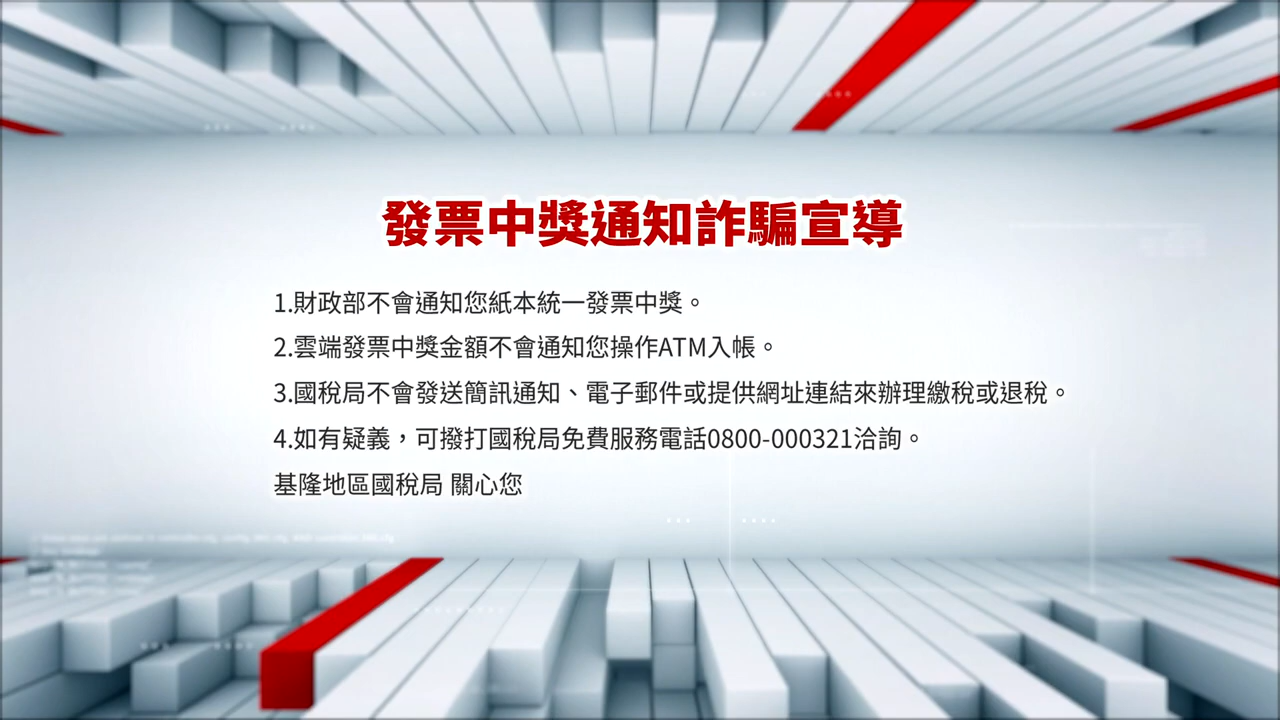 發票中獎通知詐騙宣導
1.財政部不會通知您紙本統一發票中獎。
2.雲端發票中獎金額不會通知您操作ATM入帳。
3.國稅局不會發送簡訊通知、電子郵件或提供網址連結來辦理繳稅或退稅。
4.如有疑義，可撥打國稅局免費服務電話0800-000321洽詢。
基隆地區國稅局 關心您